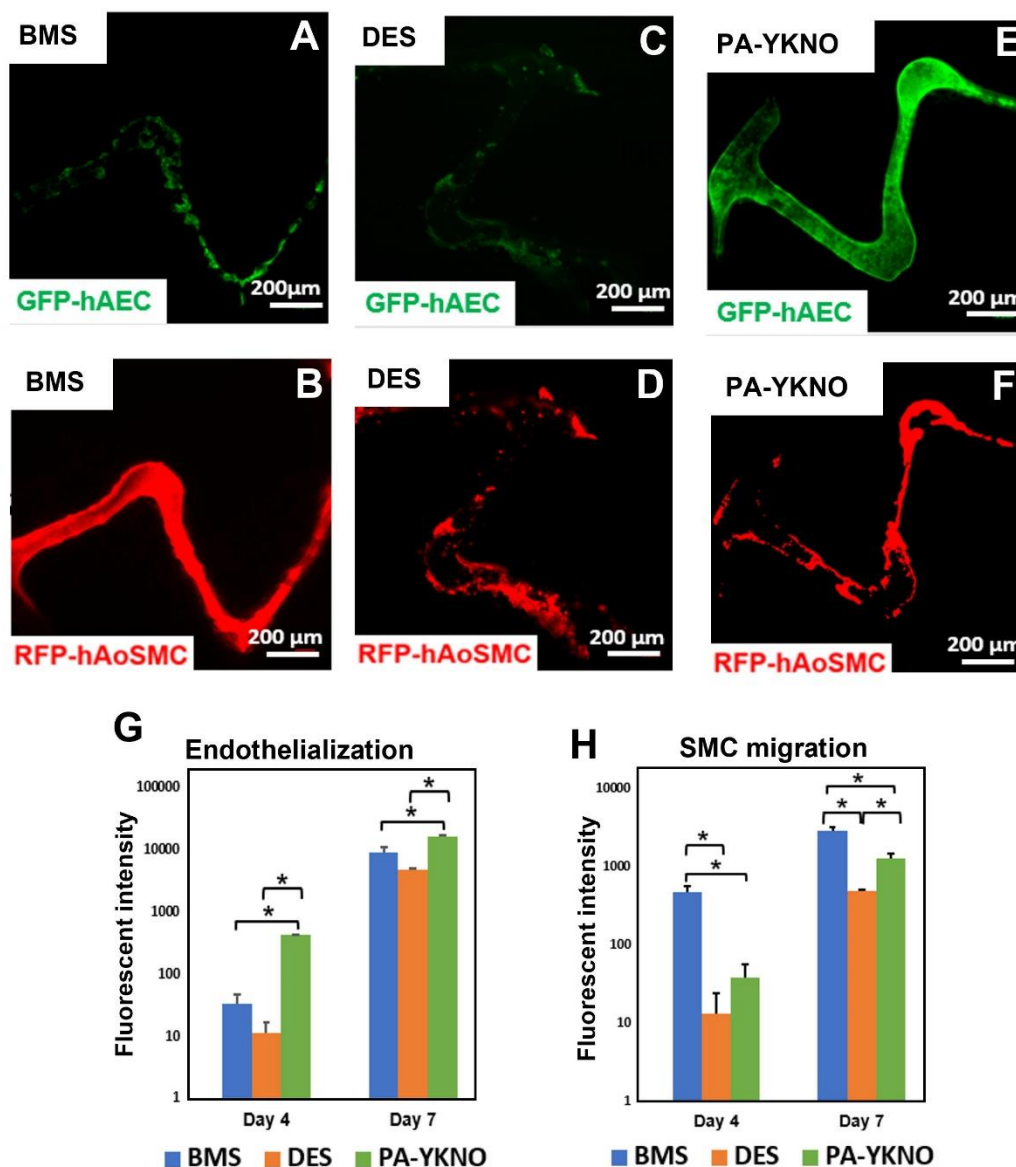 BMS
A
GFP-hAEC
200µm
DES
C
GFP-hAEC
200 µm
PA-YKNO
E
GFP-hAEC
200 µm
BMS
B
RFP-hAoSMC
200 µm
DES
D
RFP-hAoSMC
200 µm
PA-YKNO
F
RFP-hAoSMC
200 µm
G
Endothelialization
Fluorescent intensity
100000
10000
1000
100
10
1
*
*
*
*
Day 4
Day 7
BMS DES PA-YKNO
H
SMC migration
Fluorescent intensity
10000
1000
100
10
1
*
*
*
*
*
Day 4
Day 7
BMS DES PA-YKNO